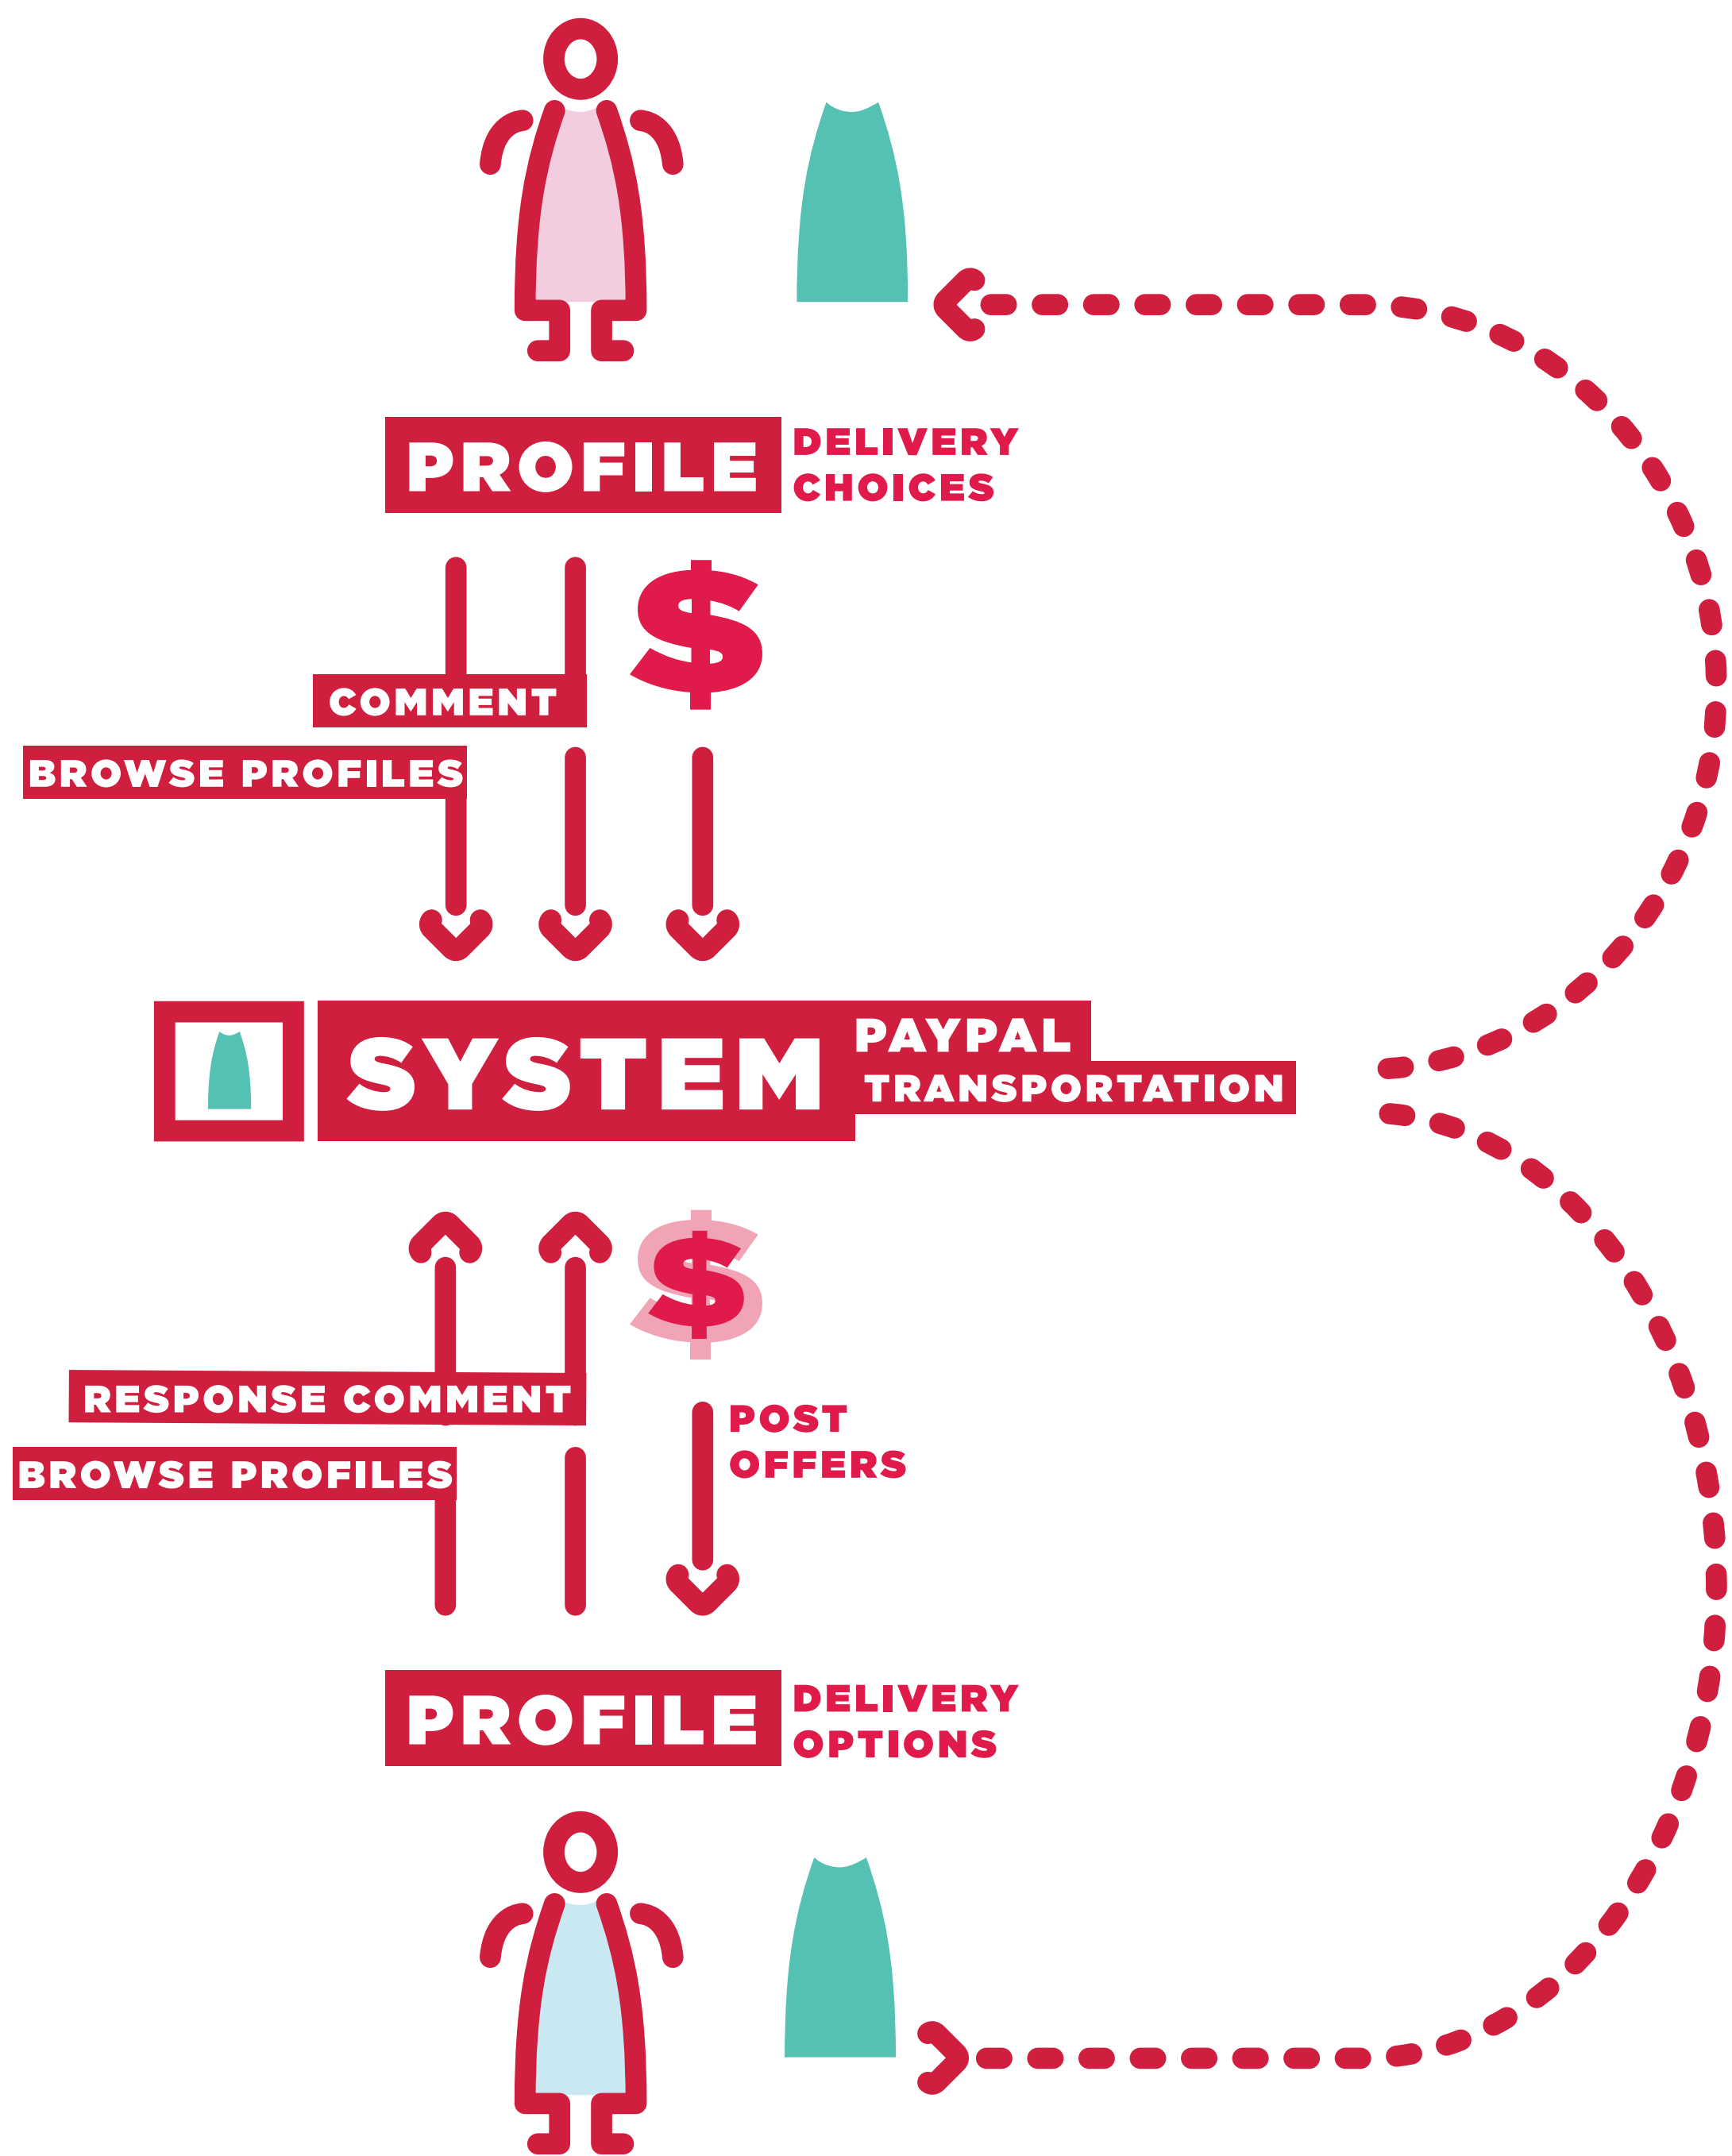 PROFILE
DELIVERY
CHOICES
$
COMMENT
BROWSE PROFILES
SYSTEM
PAYPAL
TRANSPORTATION
$
$
RESPONSE COMMENT
POST
OFFERS
BROWSE PROFILES
PROFILE
DELIVERY
OPTIONS